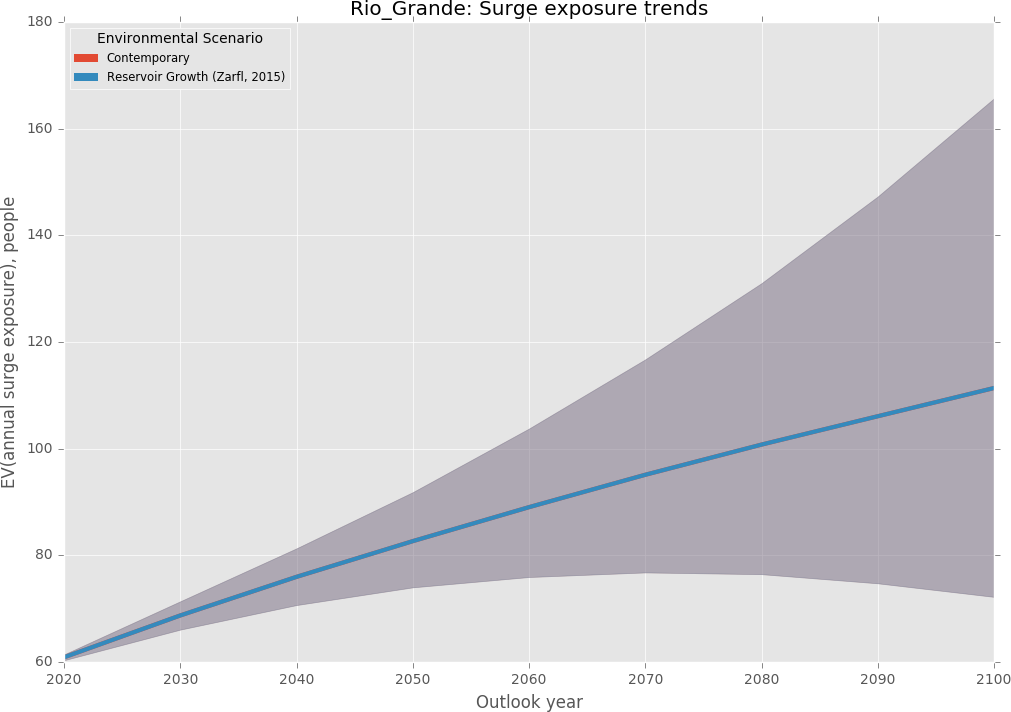 Rio_Grande: Surge exposure trends
Environmental Scenario
Contemporary
Reservoir Growth (Zarfl, 2015)
EV(annual surge exposure), people
180
160
140
120
100
80
60
2020 2030 2040 2050 2060 2070 2080 2090 2100
Outlook year